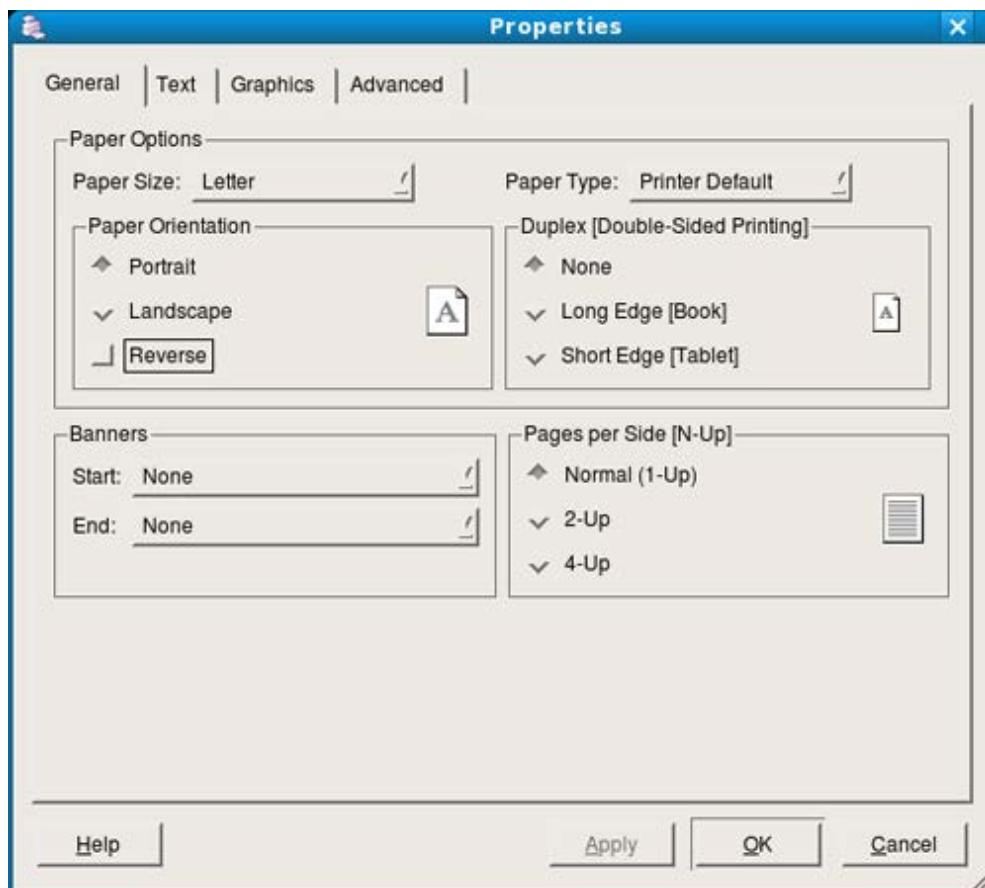 Properties
General Text Graphics Advanced
Paper Options
Paper Size: Letter
Paper Type: Printer Default
Paper Orientation
Portrait
Landscape
Reverse
A
Duplex [Double-Sided Printing]
None
Long Edge [Book]
Short Edge [Tablet]
A
Banners
Start: None
End: None
Pages per Side [N-Up]
Normal (1-Up)
2-Up
4-Up
Help
Apply
OK
Cancel